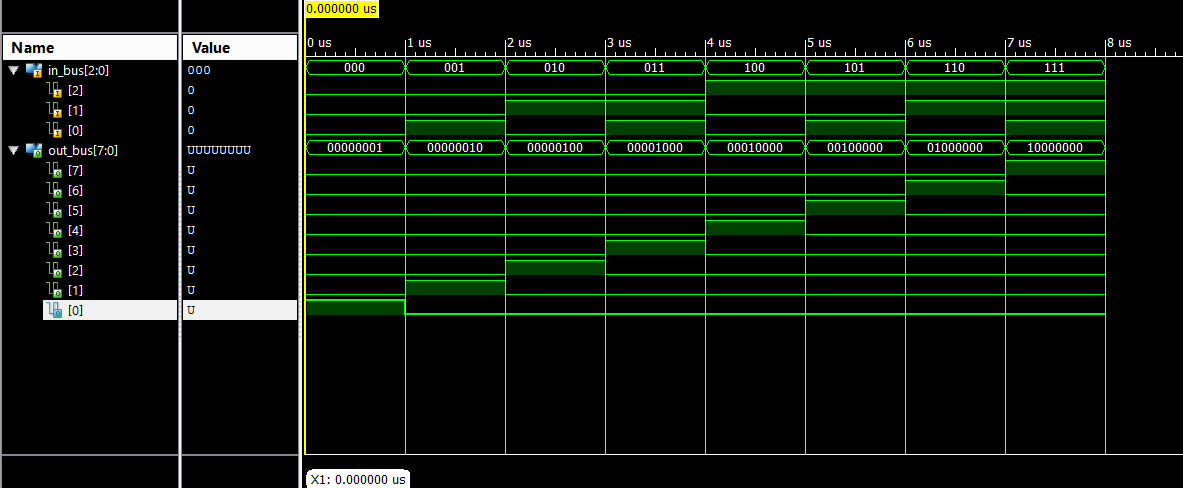 0.000000 us
Name Value
0 us 1 us 2 us 3 us 4 us 5 us 6 us 7 us 8 us
in_bus[2:0] 000 000 001 010 011 100 101 110 111
[2] 0
[1] 0
[0] 0
out_bus[7:0] UUUUUUUU 00000001 00000010 00000100 00001000 00010000 00100000 01000000 10000000
[7] U
[6] U
[5] U
[4] U
[3] U
[2] U
[1] U
[0] U
X1: 0.000000 us